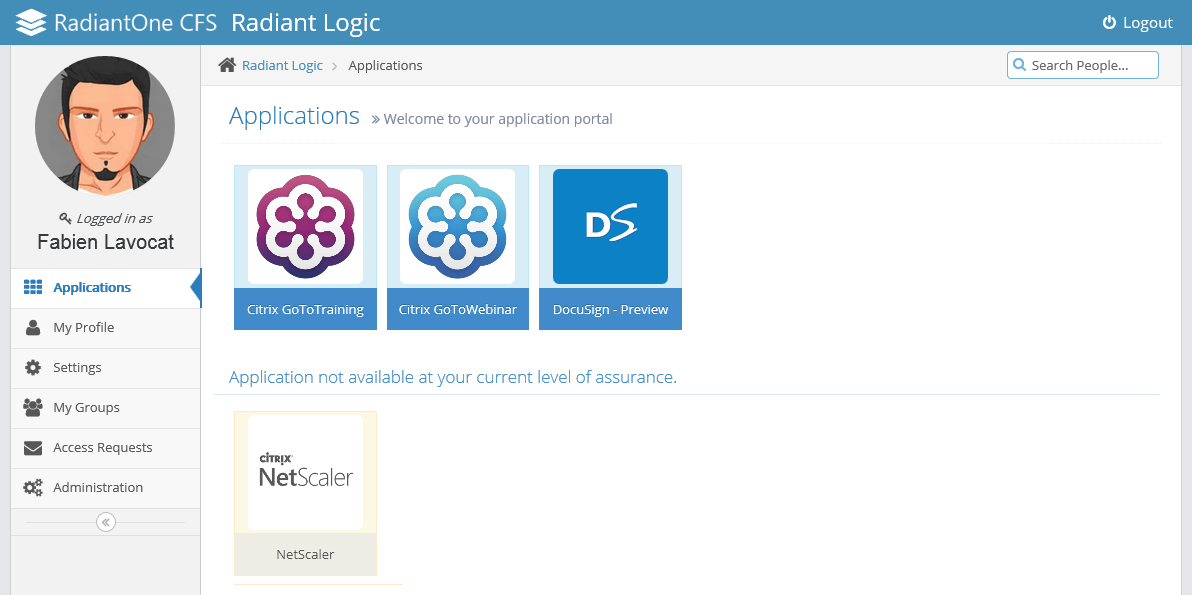 RadiantOne CFS Radiant Logic
Logout
Radiant Logic
Applications
Search People...
Logged in as
Fabien Lavocat
Applications
My Profile
Settings
My Groups
Access Requests
Administration
Applications » Welcome to your application portal
DS
Citrix GoToTraining
Citrix GoToWebinar
DocuSign - Preview
Application not available at your current level of assurance.
CİTRIX
NetScaler
NetScaler